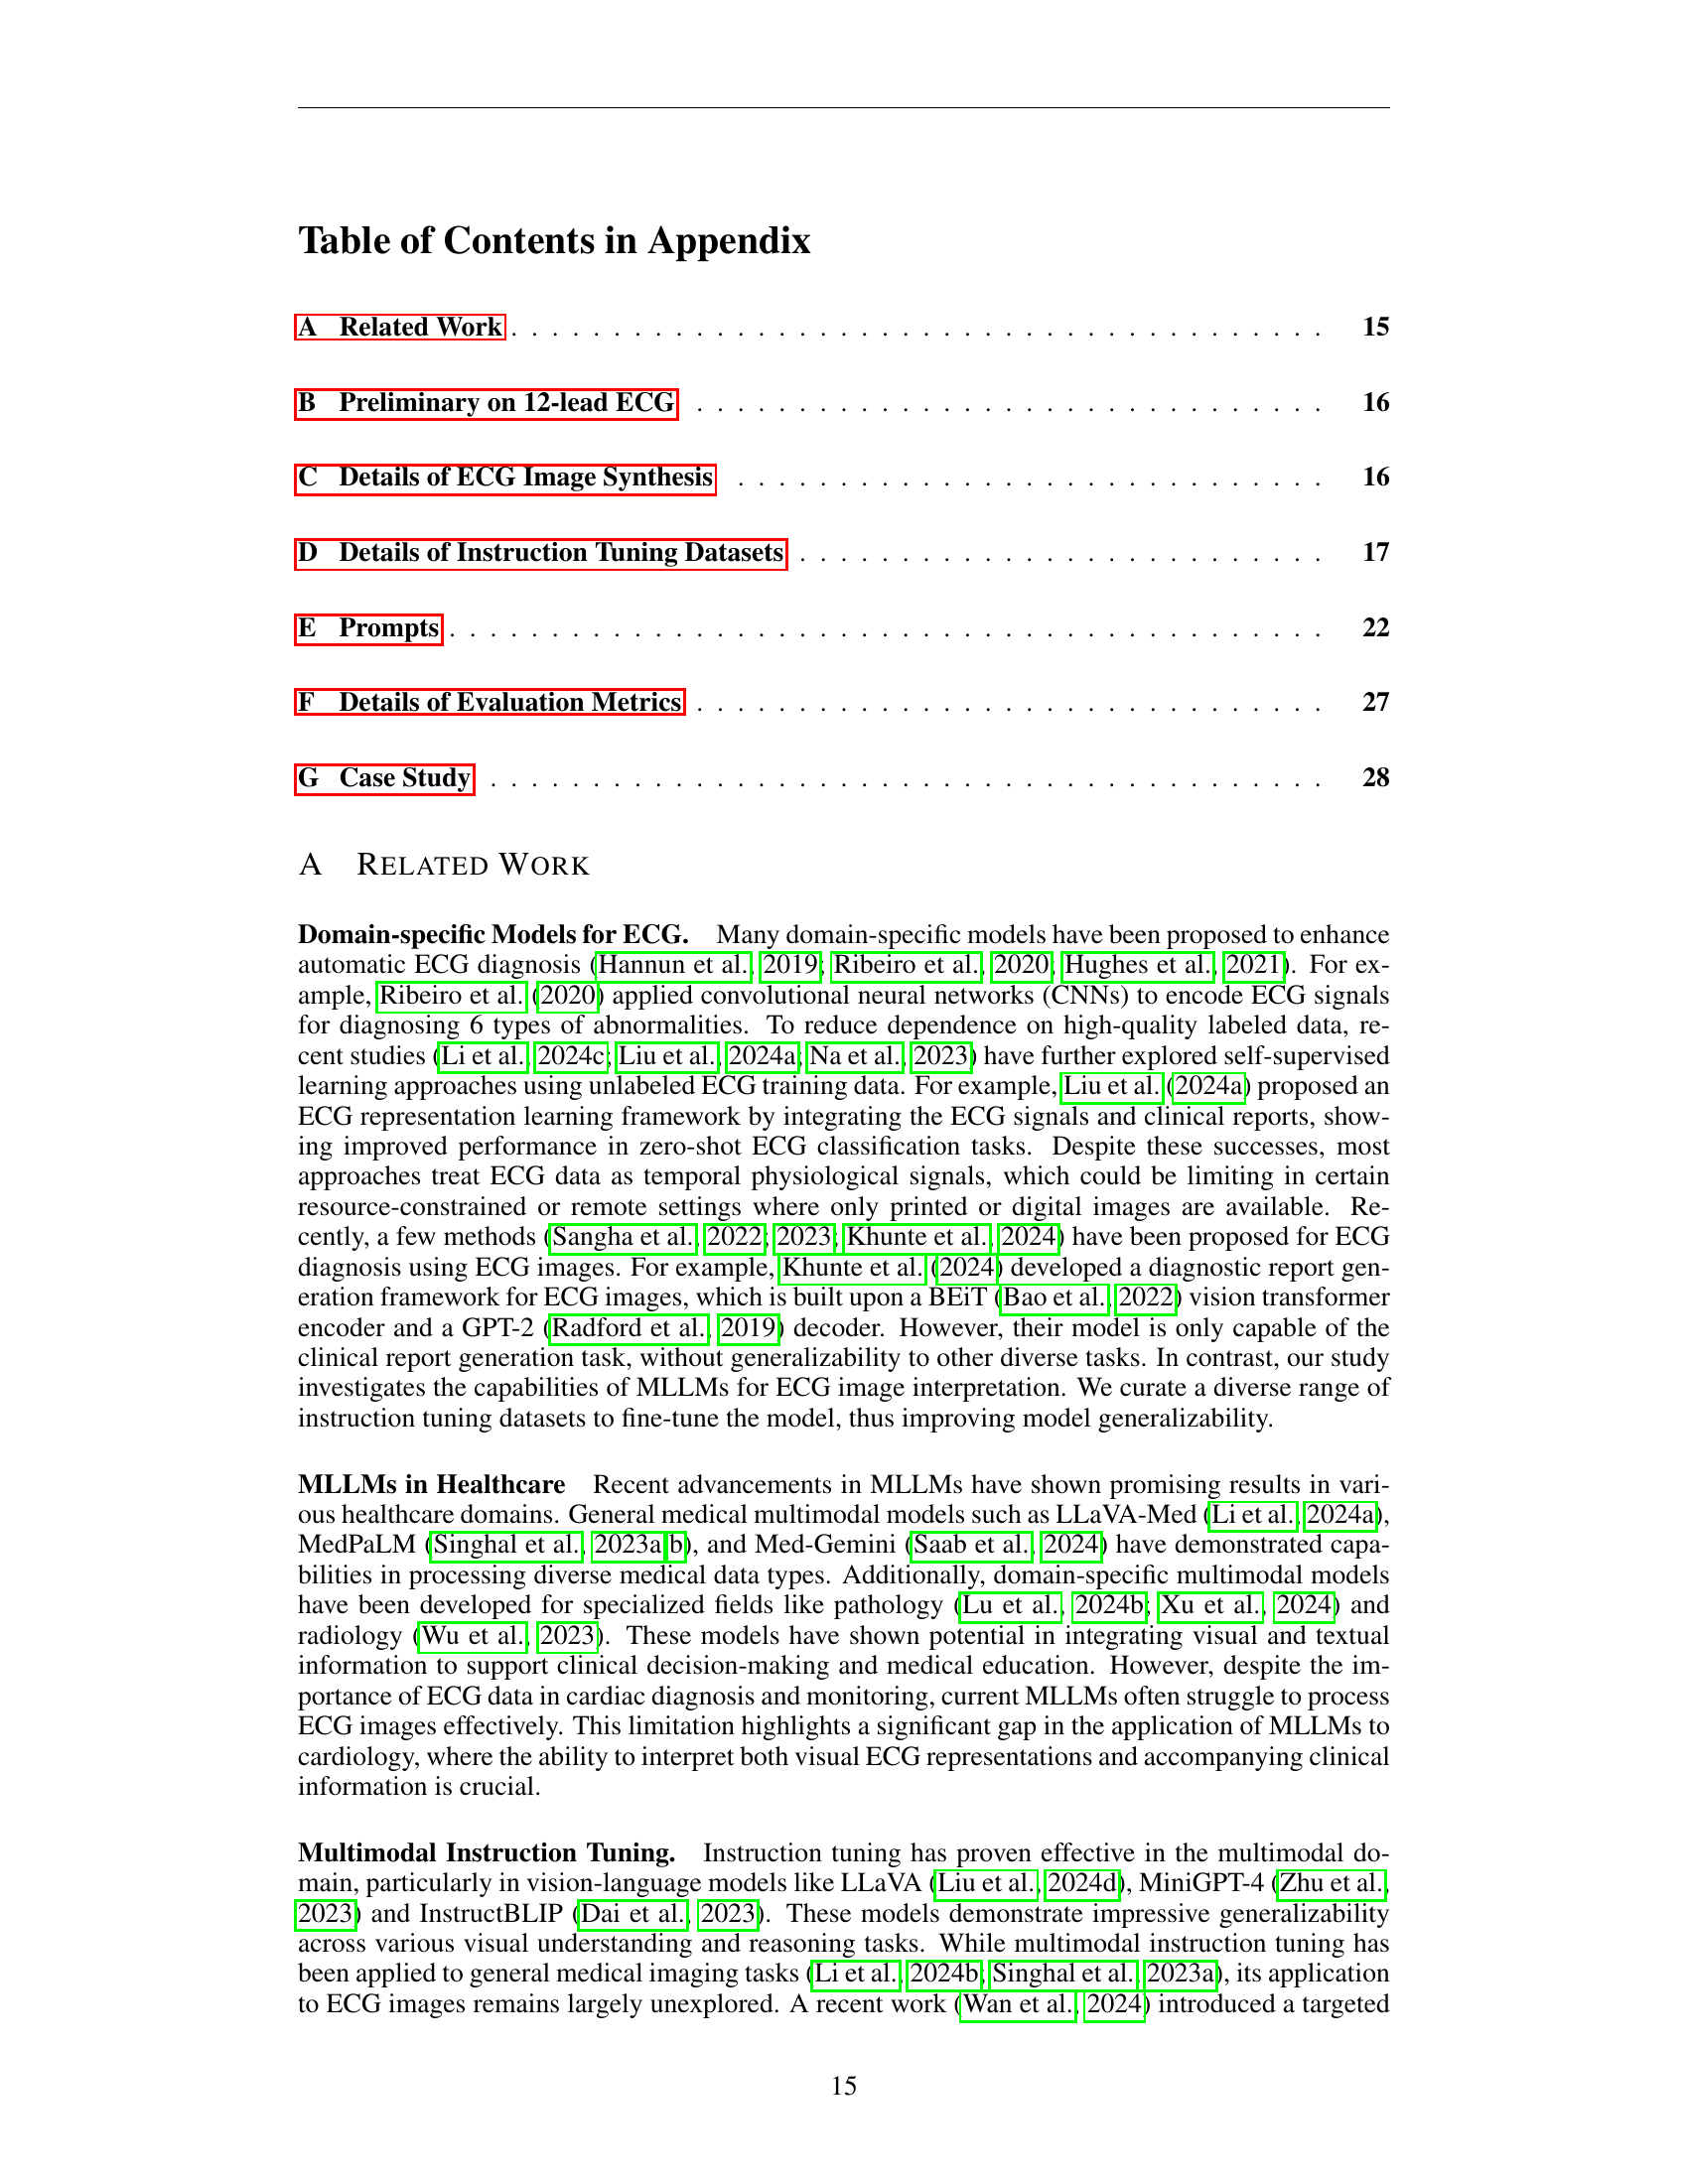 Table of Contents in Appendix
A Related Work . . . . . . . . . . . . . . . . . . . . . . . . . . . . . . . . . . . . . . . . 15
B Preliminary on 12-lead ECG . . . . . . . . . . . . . . . . . . . . . . . . . . . . . . . 16
C Details of ECG Image Synthesis . . . . . . . . . . . . . . . . . . . . . . . . . . . . . 16
D Details of Instruction Tuning Datasets . . . . . . . . . . . . . . . . . . . . . . . . . . 17
E Prompts . . . . . . . . . . . . . . . . . . . . . . . . . . . . . . . . . . . . . . . . . . . 22
F Details of Evaluation Metrics . . . . . . . . . . . . . . . . . . . . . . . . . . . . . . . 27
G Case Study . . . . . . . . . . . . . . . . . . . . . . . . . . . . . . . . . . . . . . . . . 28
A RELATED WORK
Domain-specific Models for ECG. Many domain-specific models have been proposed to enhance
automatic ECG diagnosis (Hannun et al., 2019; Ribeiro et al., 2020; Hughes et al., 2021). For ex-
ample, Ribeiro et al. (2020) applied convolutional neural networks (CNNs) to encode ECG signals
for diagnosing 6 types of abnormalities. To reduce dependence on high-quality labeled data, re-
cent studies (Li et al., 2024c; Liu et al., 2024a; Na et al., 2023) have further explored self-supervised
learning approaches using unlabeled ECG training data. For example, Liu et al. (2024a) proposed an
ECG representation learning framework by integrating the ECG signals and clinical reports, show-
ing improved performance in zero-shot ECG classification tasks. Despite these successes, most
approaches treat ECG data as temporal physiological signals, which could be limiting in certain
resource-constrained or remote settings where only printed or digital images are available. Re-
cently, a few methods (Sangha et al., 2022; 2023; Khunte et al., 2024) have been proposed for ECG
diagnosis using ECG images. For example, Khunte et al. (2024) developed a diagnostic report gen-
eration framework for ECG images, which is built upon a BEiT (Bao et al., 2022) vision transformer
encoder and a GPT-2 (Radford et al., 2019) decoder. However, their model is only capable of the
clinical report generation task, without generalizability to other diverse tasks. In contrast, our study
investigates the capabilities of MLLMs for ECG image interpretation. We curate a diverse range of
instruction tuning datasets to fine-tune the model, thus improving model generalizability.
MLLMs in Healthcare Recent advancements in MLLMs have shown promising results in vari-
ous healthcare domains. General medical multimodal models such as LLaVA-Med (Li et al., 2024a),
MedPaLM (Singhal et al., 2023a;b), and Med-Gemini (Saab et al., 2024) have demonstrated capa-
bilities in processing diverse medical data types. Additionally, domain-specific multimodal models
have been developed for specialized fields like pathology (Lu et al., 2024b; Xu et al., 2024) and
radiology (Wu et al., 2023). These models have shown potential in integrating visual and textual
information to support clinical decision-making and medical education. However, despite the im-
portance of ECG data in cardiac diagnosis and monitoring, current MLLMs often struggle to process
ECG images effectively. This limitation highlights a significant gap in the application of MLLMs to
cardiology, where the ability to interpret both visual ECG representations and accompanying clinical
information is crucial.
Multimodal Instruction Tuning. Instruction tuning has proven effective in the multimodal do-
main, particularly in vision-language models like LLaVA (Liu et al., 2024d), MiniGPT-4 (Zhu et al.,
2023) and InstructBLIP (Dai et al., 2023). These models demonstrate impressive generalizability
across various visual understanding and reasoning tasks. While multimodal instruction tuning has
been applied to general medical imaging tasks (Li et al., 2024b; Singhal et al., 2023a), its application
to ECG images remains largely unexplored. A recent work (Wan et al., 2024) introduced a targeted
15